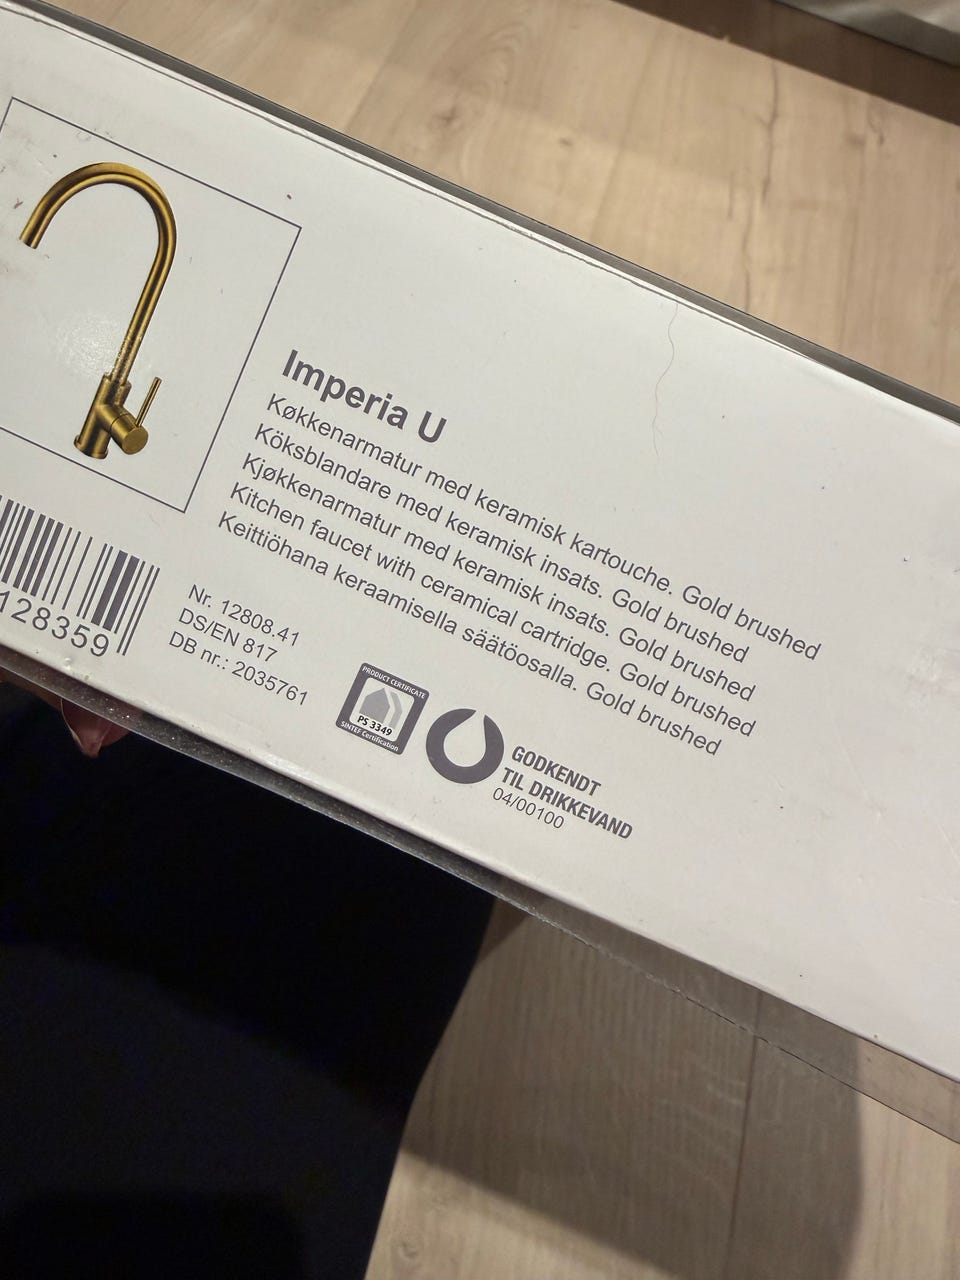 Imperia U
Køkkenarmatur med keramisk kartouche. Gold brushed
Köksblandare med keramisk insats. Gold brushed
Kjøkkenarmatur med keramisk insats. Gold brushed
Kitchen faucet with ceramical cartridge. Gold brushed
Keittiöhana keraamisella säätöosalla. Gold brushed
128359
Nr. 12808.41
DS/EN 817
DB nr.: 2035761
PRODUCT CERTIFICATE
PS 3349
SINTEF Certification
GODKENDT
TIL DRIKKEVAND
04/00100